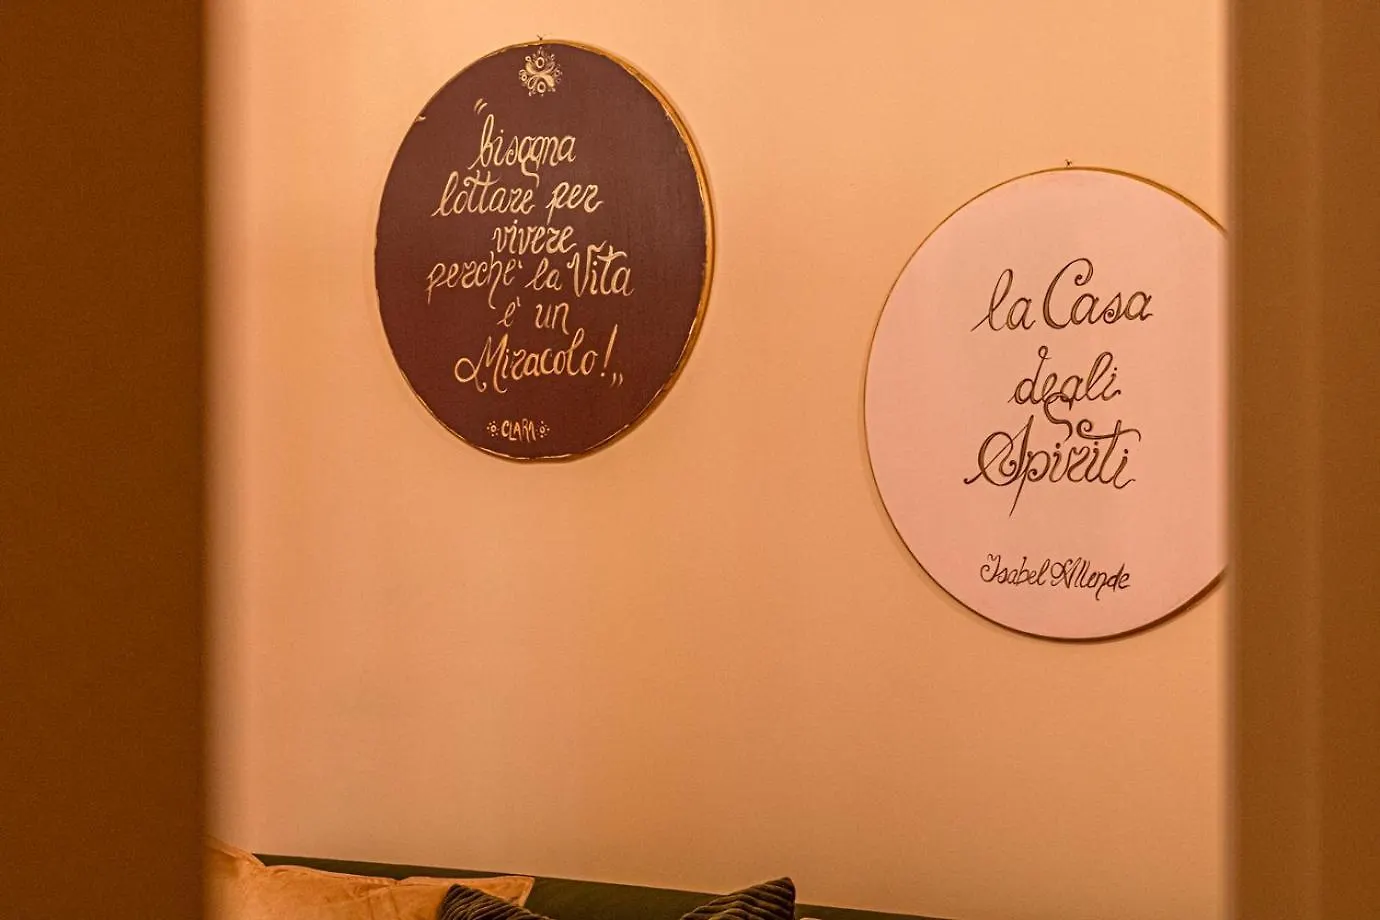 "bisogna
lottare per
vivere
perche' la Vita
e' un
Miracolo!"
CLARA
la Casa
degli
Spiriti
Isabel Allende